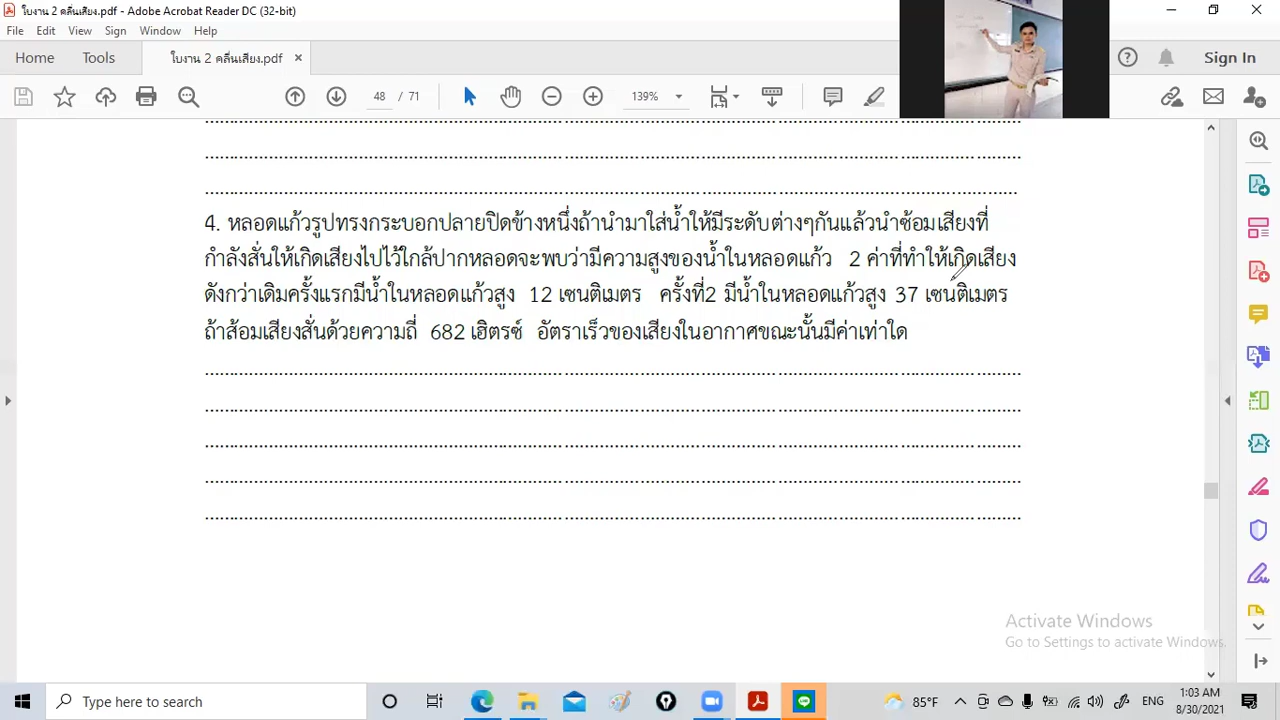 ใบงาน 2 คลื่นเสียง.pdf - Adobe Acrobat Reader DC (32-bit)
File Edit View Sign Window Help
Home Tools ใบงาน 2 คลื่นเสียง.pdf × Sign In
48 / 71 139%
4. หลอดแก้วรูปทรงกระบอกปลายปิดข้างหนึ่งถ้านำมาใส่น้ำให้มีระดับต่างๆกันแล้วนำซ้อมเสียงที่
กำลังสั่นให้เกิดเสียงไปไว้ใกล้ปากหลอดจะพบว่ามีความสูงของน้ำในหลอดแก้ว 2 ค่าที่ทำให้เกิดเสียง
ดังกว่าเดิมครั้งแรกมีน้ำในหลอดแก้วสูง 12 เซนติเมตร ครั้งที่2 มีน้ำในหลอดแก้วสูง 37 เซนติเมตร
ถ้าส้อมเสียงสั่นด้วยความถี่ 682 เฮิตรซ์ อัตราเร็วของเสียงในอากาศขณะนั้นมีค่าเท่าใด
Activate Windows
Go to Settings to activate Windows.
Type here to search
85°F ENG 1:03 AM
8/30/2021